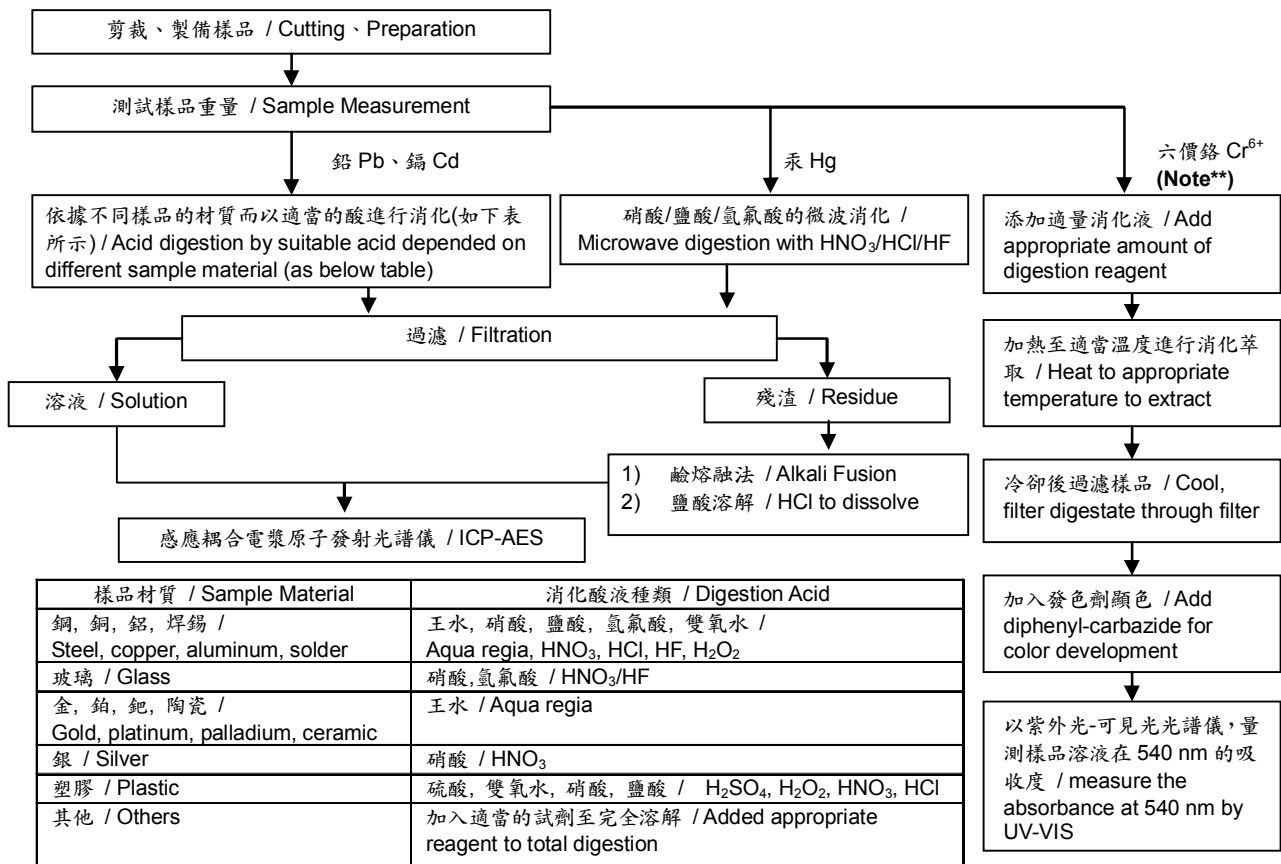 剪裁、製備樣品 / Cutting、Preparation
測試樣品重量 / Sample Measurement
鉛 Pb、鎘 Cd
汞 Hg
六價鉻 Cr⁶⁺
(Note**)
依據不同樣品的材質而以適當的酸進行消化(如下表
所示) / Acid digestion by suitable acid depended on
different sample material (as below table)
硝酸/鹽酸/氫氟酸的微波消化 /
Microwave digestion with HNO₃/HCl/HF
添加適量消化液 / Add
appropriate amount of
digestion reagent
過濾 / Filtration
加熱至適當溫度進行消化萃
取 / Heat to appropriate
temperature to extract
溶液 / Solution
殘渣 / Residue
1) 鹼熔融法 / Alkali Fusion
2) 鹽酸溶解 / HCl to dissolve
冷卻後過濾樣品 / Cool,
filter digestate through filter
感應耦合電漿原子發射光譜儀 / ICP-AES
加入發色劑顯色 / Add
diphenyl-carbazide for
color development
以紫外光-可見光光譜儀,量
測樣品溶液在 540 nm 的吸
收度 / measure the
absorbance at 540 nm by
UV-VIS
樣品材質 / Sample Material 消化酸液種類 / Digestion Acid
鋼, 銅, 鋁, 焊錫 / 王水, 硝酸, 鹽酸, 氫氟酸, 雙氧水 /
Steel, copper, aluminum, solder Aqua regia, HNO₃, HCl, HF, H₂O₂
玻璃 / Glass 硝酸,氫氟酸 / HNO₃/HF
金, 鉑, 鈀, 陶瓷 / 王水 / Aqua regia
Gold, platinum, palladium, ceramic
銀 / Silver 硝酸 / HNO₃
塑膠 / Plastic 硫酸, 雙氧水, 硝酸, 鹽酸 / H₂SO₄, H₂O₂, HNO₃, HCl
其他 / Others 加入適當的試劑至完全溶解 / Added appropriate
reagent to total digestion